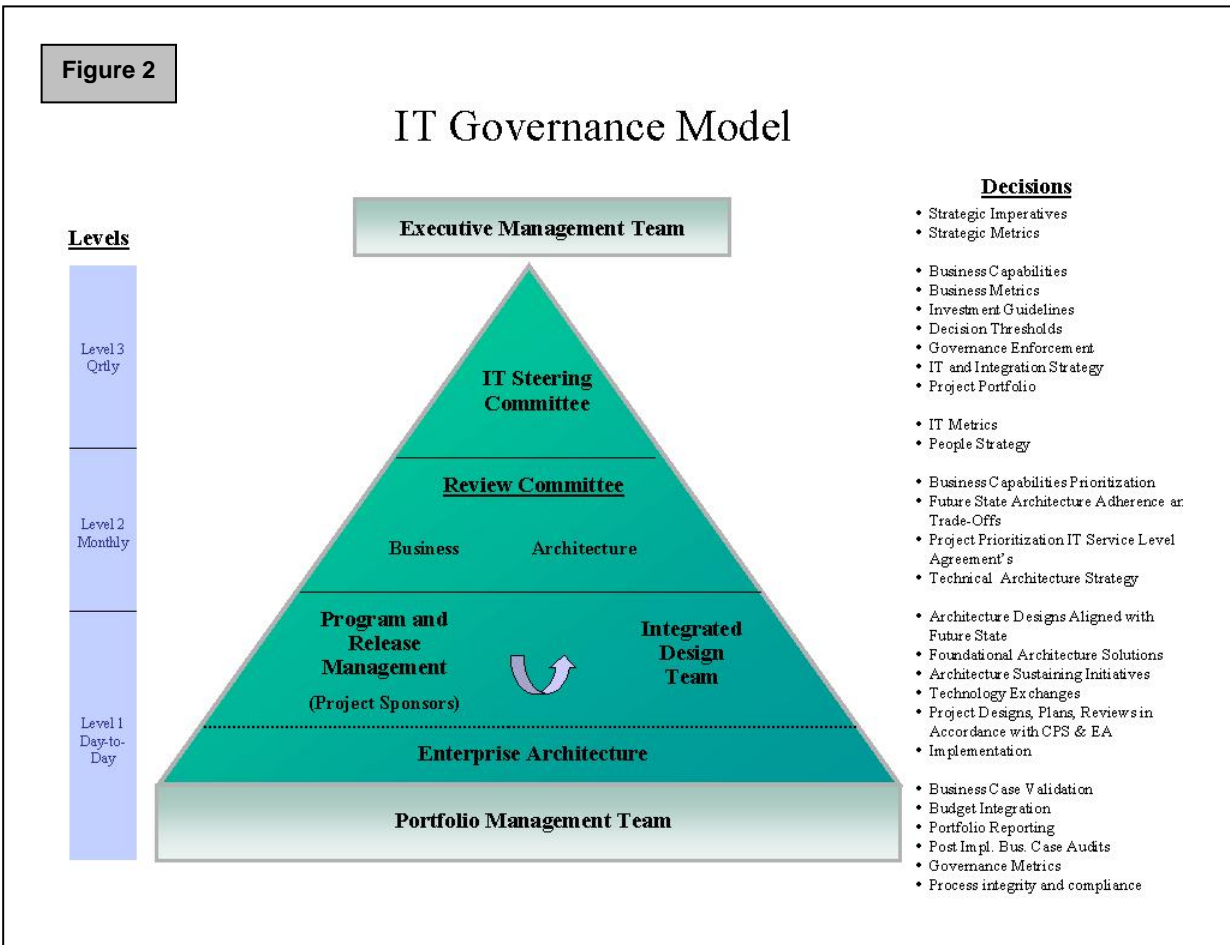 Figure 2
IT Governance Model
Levels
Level 3
Qrtly
Level 2
Monthly
Level 1
Day-to-
Day
Executive Management Team
IT Steering
Committee
Review Committee
Business Architecture
Program and
Release
Management
(Project Sponsors)
Integrated
Design
Team
Enterprise Architecture
Portfolio Management Team
Decisions
• Strategic Imperatives
• Strategic Metrics
• Business Capabilities
• Business Metrics
• Investment Guidelines
• Decision Thresholds
• Governance Enforcement
• IT and Integration Strategy
• Project Portfolio
• IT Metrics
• People Strategy
• Business Capabilities Prioritization
• Future State Architecture Adherence an
Trade-Offs
• Project Prioritization IT Service Level
Agreement's
• Technical Architecture Strategy
• Architecture Designs Aligned with
Future State
• Foundational Architecture Solutions
• Architecture Sustaining Initiatives
• Technology Exchanges
• Project Designs, Plans, Reviews in
Accordance with CPS & EA
• Implementation
• Business Case Validation
• Budget Integration
• Portfolio Reporting
• Post Impl. Bus. Case Audits
• Governance Metrics
• Process integrity and compliance